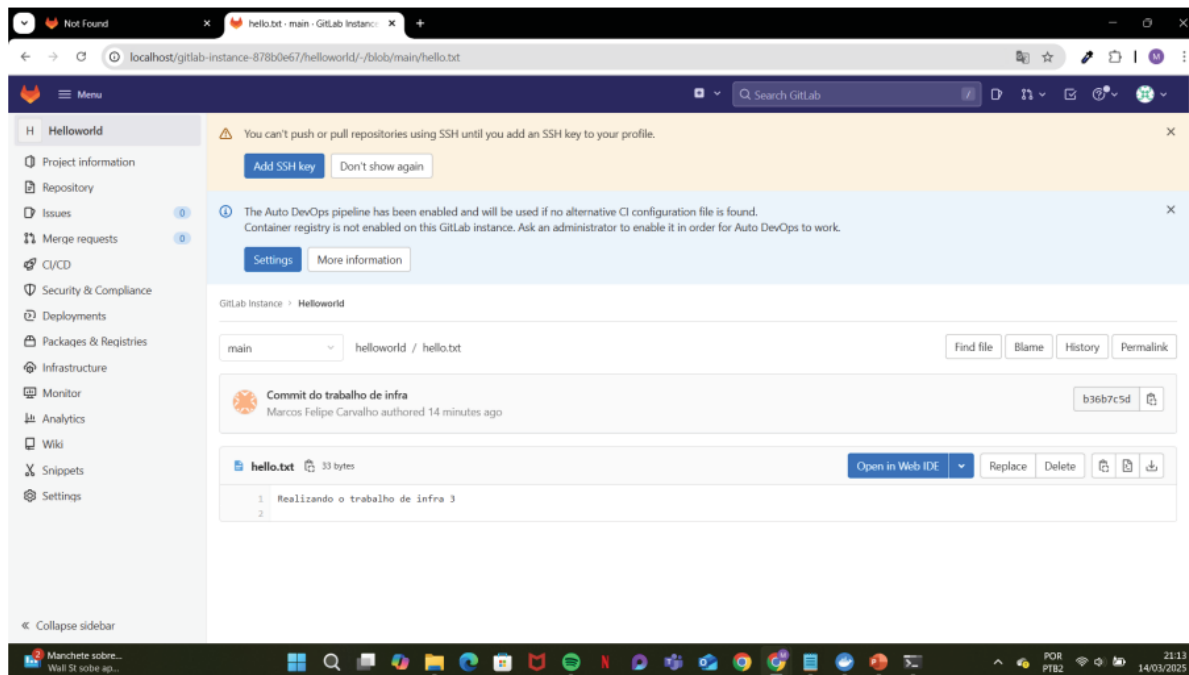 Not Found
hello.txt · main · GitLab Instance
localhost/gitlab-instance-878b0e67/helloworld/-/blob/main/hello.txt
M
Menu
Search GitLab
/
H Helloworld
Project information
Repository
Issues 0
Merge requests 0
CI/CD
Security & Compliance
Deployments
Packages & Registries
Infrastructure
Monitor
Analytics
Wiki
Snippets
Settings
Collapse sidebar
You can't push or pull repositories using SSH until you add an SSH key to your profile.
Add SSH key Don't show again
The Auto DevOps pipeline has been enabled and will be used if no alternative CI configuration file is found.
Container registry is not enabled on this GitLab instance. Ask an administrator to enable it in order for Auto DevOps to work.
Settings More information
GitLab Instance > Helloworld
main helloworld / hello.txt Find file Blame History Permalink
Commit do trabalho de infra
Marcos Felipe Carvalho authored 14 minutes ago
b36b7c5d
hello.txt 33 bytes Open in Web IDE Replace Delete
1 Realizando o trabalho de infra 3
2
2
Manchete sobre...
Wall St sobe ap...
POR
PTB2
21:13
14/03/2025